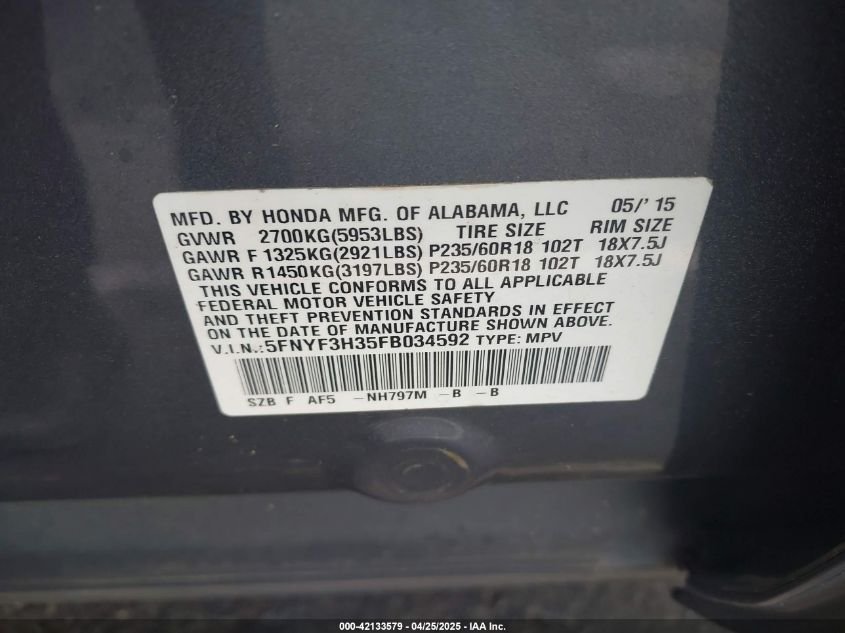 MFD. BY HONDA MFG. OF ALABAMA, LLC 05/' 15
GVWR 2700KG(5953LBS) TIRE SIZE RIM SIZE
GAWR F 1325KG(2921LBS) P235/60R18 102T 18X7.5J
GAWR R 1450KG(3197LBS) P235/60R18 102T 18X7.5J
THIS VEHICLE CONFORMS TO ALL APPLICABLE
FEDERAL MOTOR VEHICLE SAFETY
AND THEFT PREVENTION STANDARDS IN EFFECT
ON THE DATE OF MANUFACTURE SHOWN ABOVE.
V.I.N.:5FNYF3H35FB034592 TYPE: MPV
SZB F AF5 -NH797M -B -B
000-42133579 - 04/25/2025 - IAA Inc.